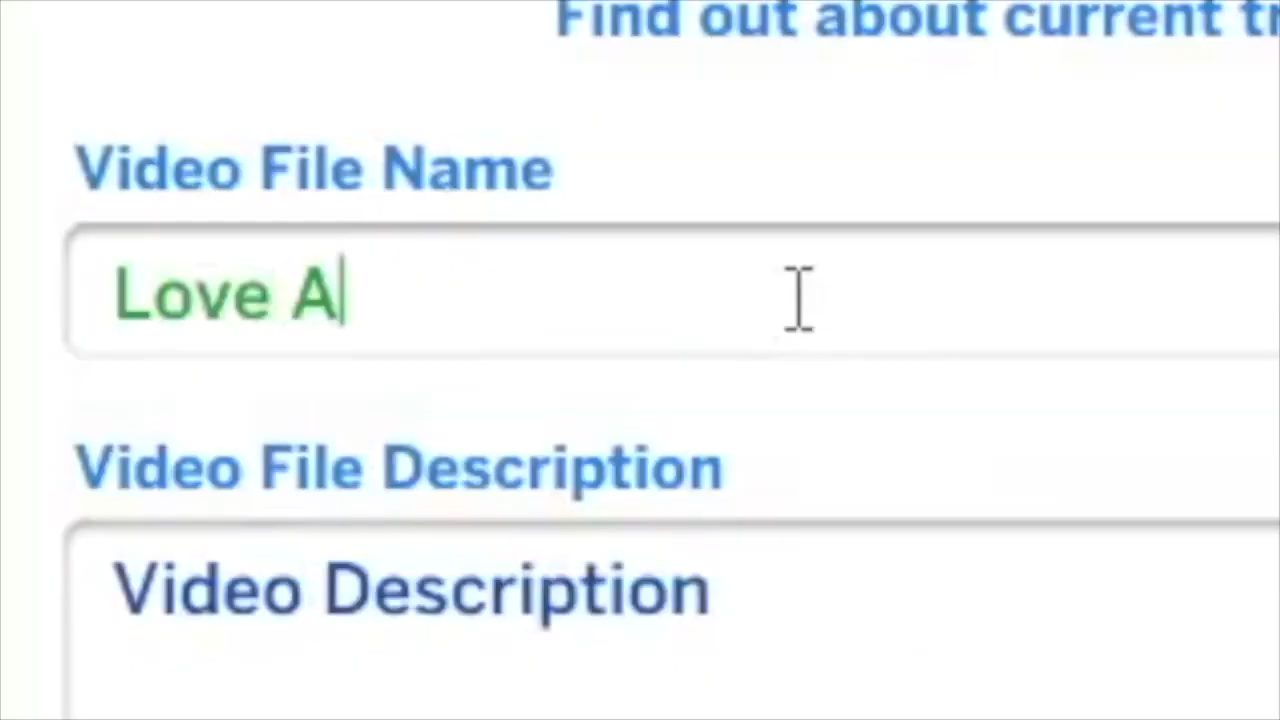 Find out about current
Video File Name
Love A
Video File Description
Video Description